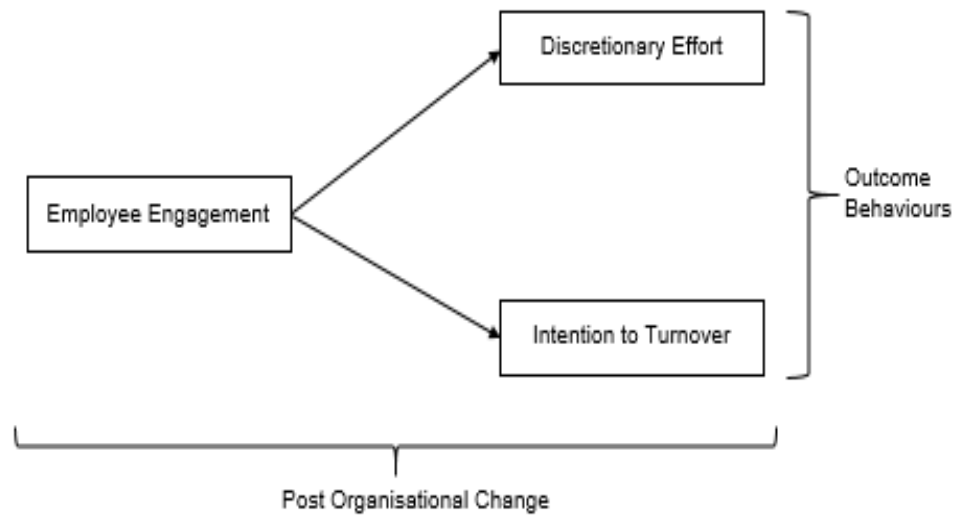 Discretionary Effort
Employee Engagement
Outcome
Behaviours
Intention to Turnover
Post Organisational Change